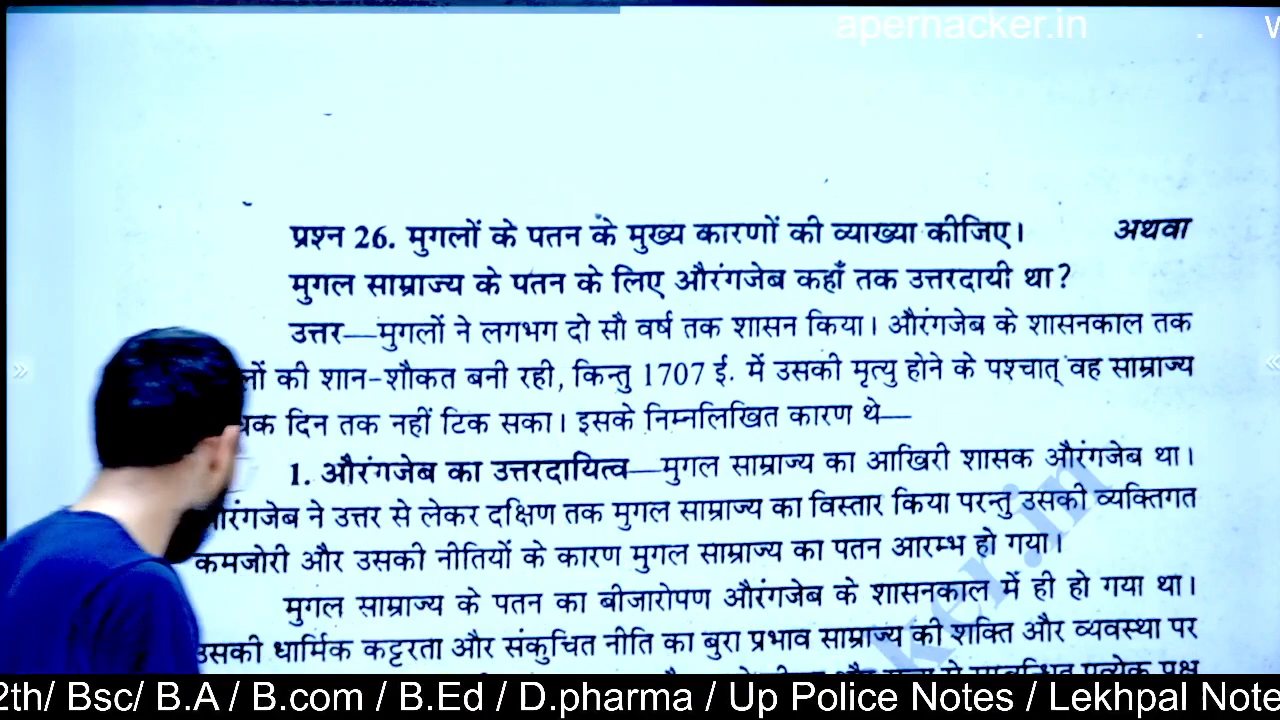 apernacker.in . W
प्रश्न 26. मुगलों के पतन के मुख्य कारणों की व्याख्या कीजिए। अथवा
मुगल साम्राज्य के पतन के लिए औरंगजेब कहाँ तक उत्तरदायी था?
उत्तर—मुगलों ने लगभग दो सौ वर्ष तक शासन किया। औरंगजेब के शासनकाल तक
लों की शान-शौकत बनी रही, किन्तु 1707 ई. में उसकी मृत्यु होने के पश्चात् वह साम्राज्य
दिन तक नहीं टिक सका। इसके निम्नलिखित कारण थे—
1. औरंगजेब का उत्तरदायित्व—मुगल साम्राज्य का आखिरी शासक औरंगजेब था।
रंगजेब ने उत्तर से लेकर दक्षिण तक मुगल साम्राज्य का विस्तार किया परन्तु उसकी व्यक्तिगत
कमजोरी और उसकी नीतियों के कारण मुगल साम्राज्य का पतन आरम्भ हो गया।
मुगल साम्राज्य के पतन का बीजारोपण औरंगजेब के शासनकाल में ही हो गया था।
उसकी धार्मिक कट्टरता और संकुचित नीति का बुरा प्रभाव साम्राज्य की शक्ति और व्यवस्था पर
ker.in
2th/ Bsc/ B.A / B.com / B.Ed / D.pharma / Up Police Notes / Lekhpal Note